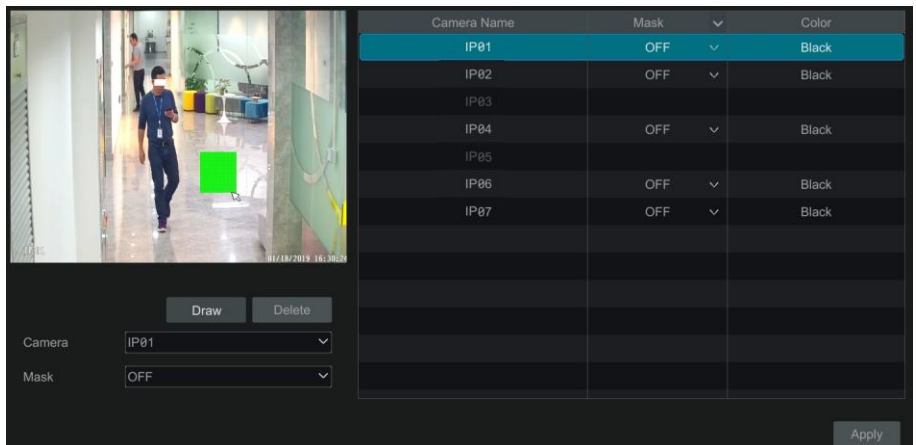 Camera Name Mask Color
IP01 OFF Black
IP02 OFF Black
IP03
IP04 OFF Black
IP05
IP06 OFF Black
IP07 OFF Black
01/18/2019 16:30:24
Draw Delete
Camera IP01
Mask OFF
Apply